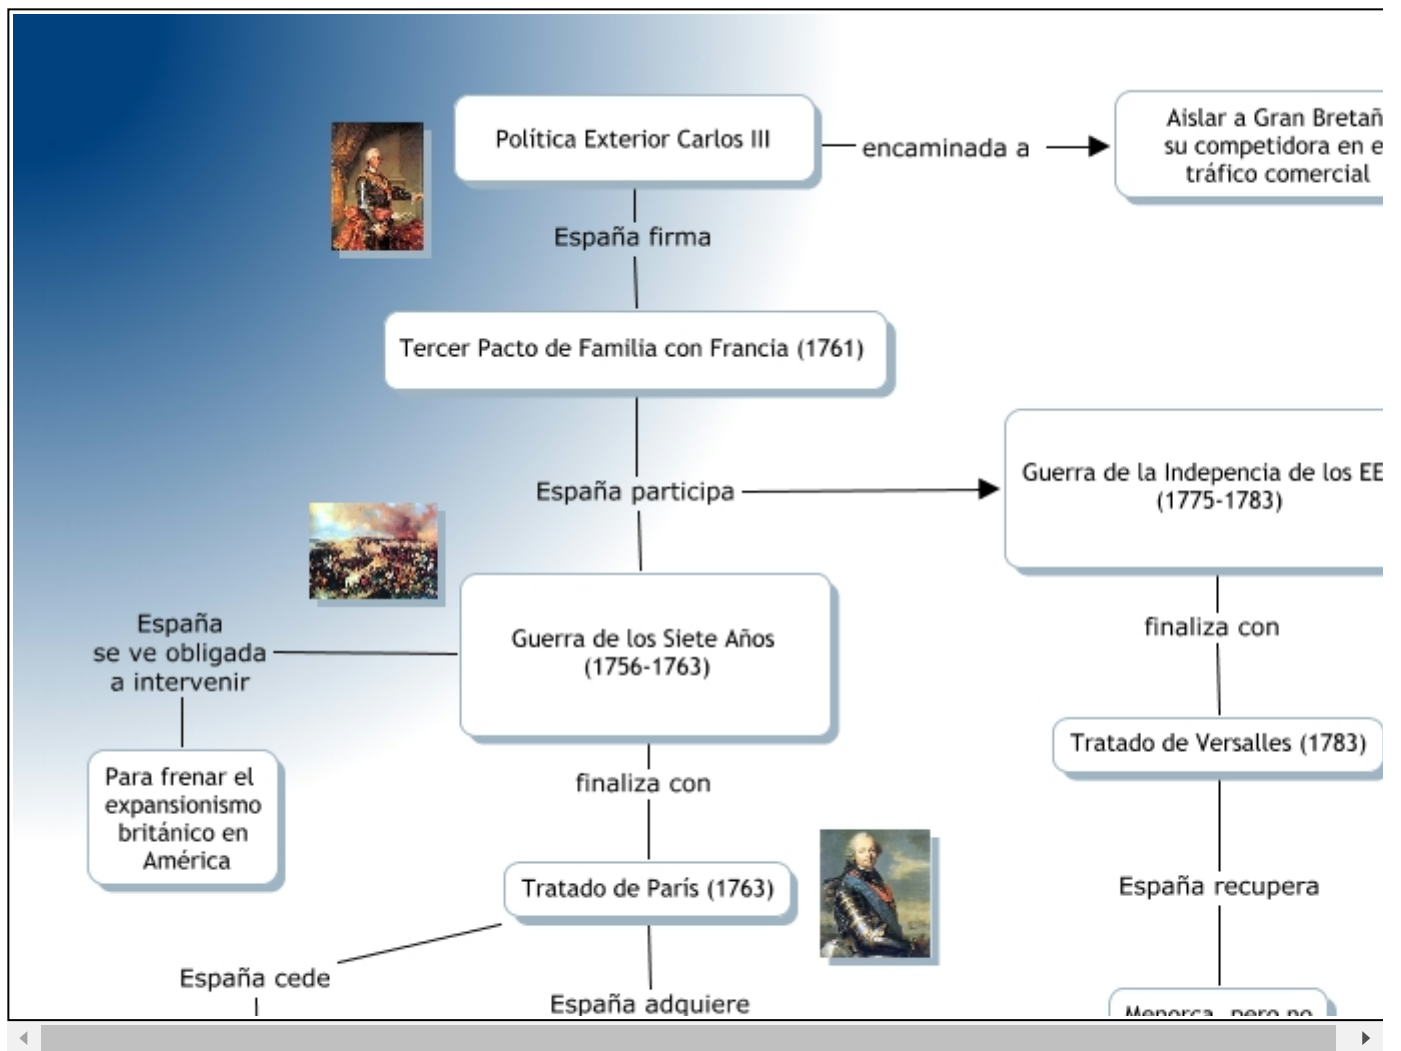 Política Exterior Carlos III
encaminada a
Aislar a Gran Bretañ
su competidora en e
tráfico comercial
España firma
Tercer Pacto de Familia con Francia (1761)
España participa
Guerra de la Indepencia de los EE
(1775-1783)
España
se ve obligada
a intervenir
Guerra de los Siete Años
(1756-1763)
finaliza con
Tratado de Versalles (1783)
Para frenar el
expansionismo
británico en
América
finaliza con
Tratado de París (1763)
España recupera
España cede
España adquiere
Menorca, pero no